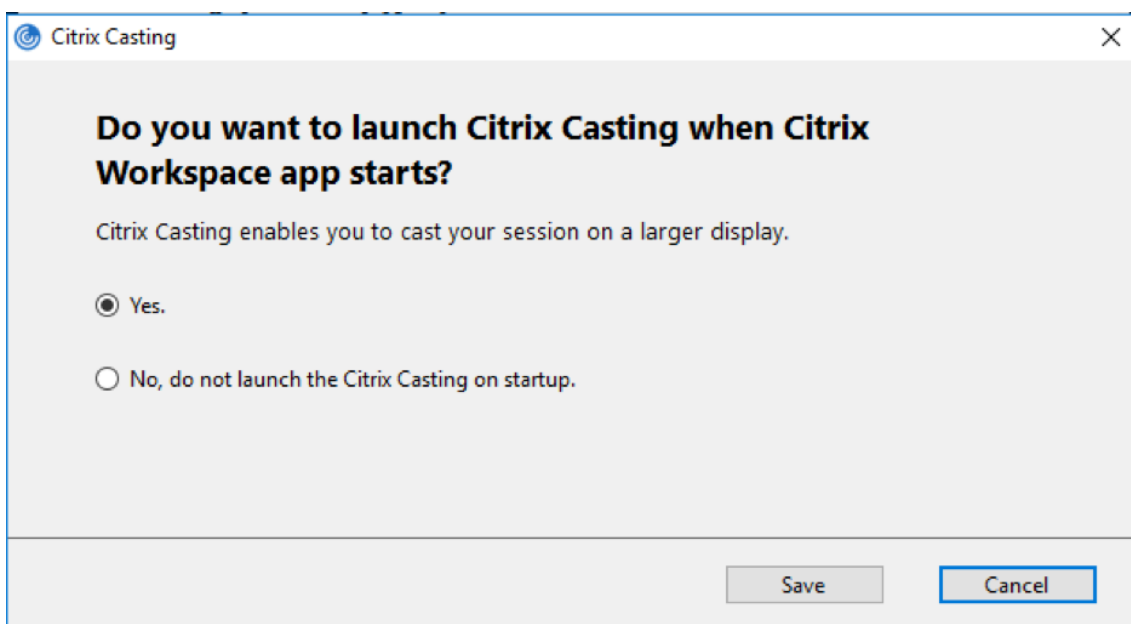 Citrix Casting
Do you want to launch Citrix Casting when Citrix
Workspace app starts?
Citrix Casting enables you to cast your session on a larger display.
Yes.
No, do not launch the Citrix Casting on startup.
Save
Cancel